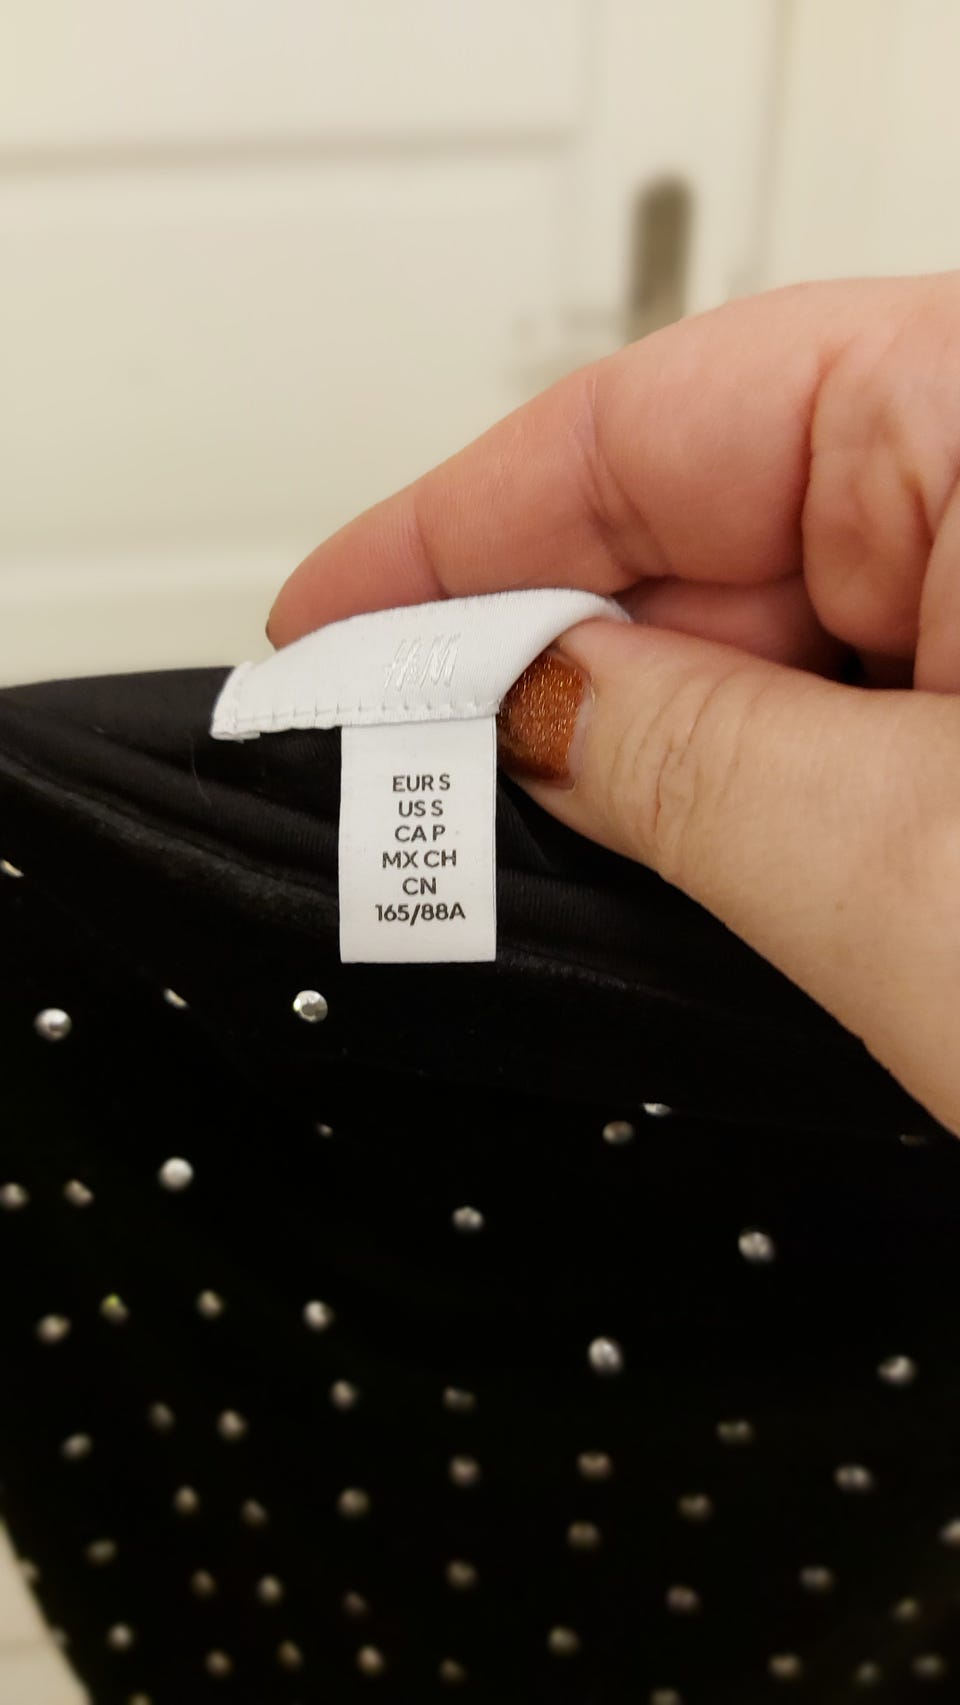 H&M
EUR S
US S
CA P
MX CH
CN
165/88A